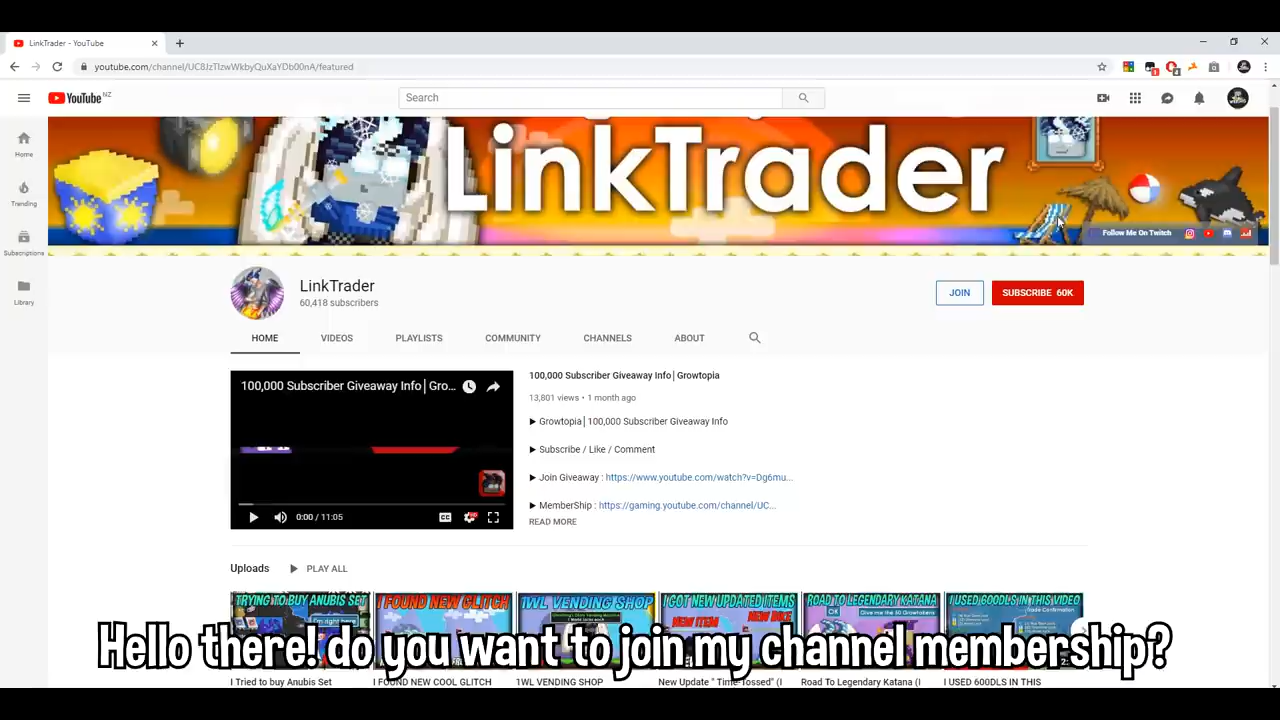 LinkTrader - YouTube
youtube.com/channel/UC8JzTlzwWkbyQuXaYDb00nA/featured
YouTube NZ
Search
Home
Trending
Subscriptions
Library
LinkTrader
Follow Me On Twitch
LinkTrader
60,418 subscribers
JOIN
SUBSCRIBE 60K
HOME
VIDEOS
PLAYLISTS
COMMUNITY
CHANNELS
ABOUT
100,000 Subscriber Giveaway Info│Gro...
0:00 / 11:05
100,000 Subscriber Giveaway Info│Growtopia
13,801 views • 1 month ago
► Growtopia│100,000 Subscriber Giveaway Info
► Subscribe / Like / Comment
► Join Giveaway : https://www.youtube.com/watch?v=Dg6mu...
► MemberShip : https://gaming.youtube.com/channel/UC...
READ MORE
Uploads
PLAY ALL
TRYING TO BUY ANUBIS SET
I FOUND NEW GLITCH
1WL VENDING SHOP
I GOT NEW UPDATED ITEMS
NEW ITEM
NEW BIKE
ROAD TO LEGENDARY KATANA
I USED 600DLS IN THIS VIDEO
Hello there! do you want to join my channel membership?
I Tried to buy Anubis Set
I FOUND NEW COOL GLITCH
1WL VENDING SHOP
New Update " Time-Tossed" (I
Road To Legendary Katana (I
I USED 600DLS IN THIS